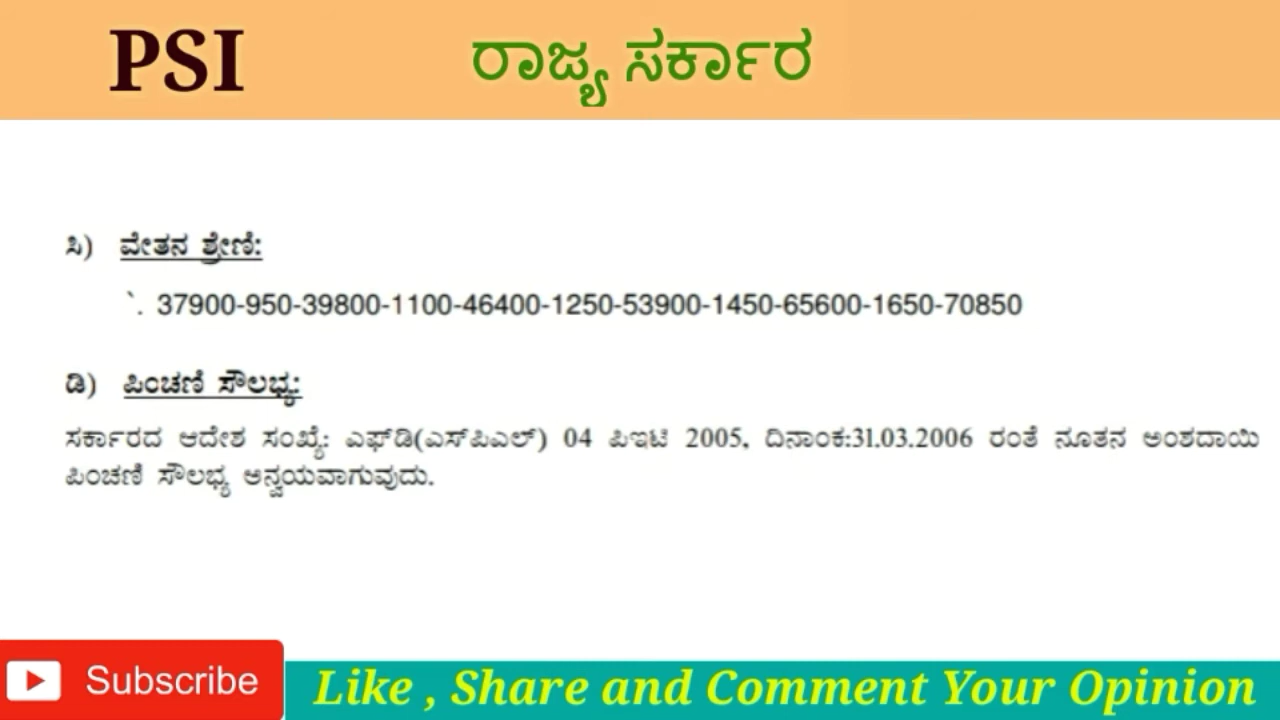 PSI ರಾಜ್ಯ ಸರ್ಕಾರ
ಸಿ) ವೇತನ ಶ್ರೇಣಿ:
`. 37900-950-39800-1100-46400-1250-53900-1450-65600-1650-70850
ಡಿ) ಪಿಂಚಣಿ ಸೌಲಭ್ಯ:
ಸರ್ಕಾರದ ಆದೇಶ ಸಂಖ್ಯೆ: ಎಫ್‌ಡಿ(ಎಸ್‌ಪಿಎಲ್) 04 ಪಿಇಟಿ 2005, ದಿನಾಂಕ:31.03.2006 ರಂತೆ ನೂತನ ಅಂಶದಾಯಿ
ಪಿಂಚಣಿ ಸೌಲಭ್ಯ ಅನ್ವಯವಾಗುವುದು.
Subscribe Like , Share and Comment Your Opinion